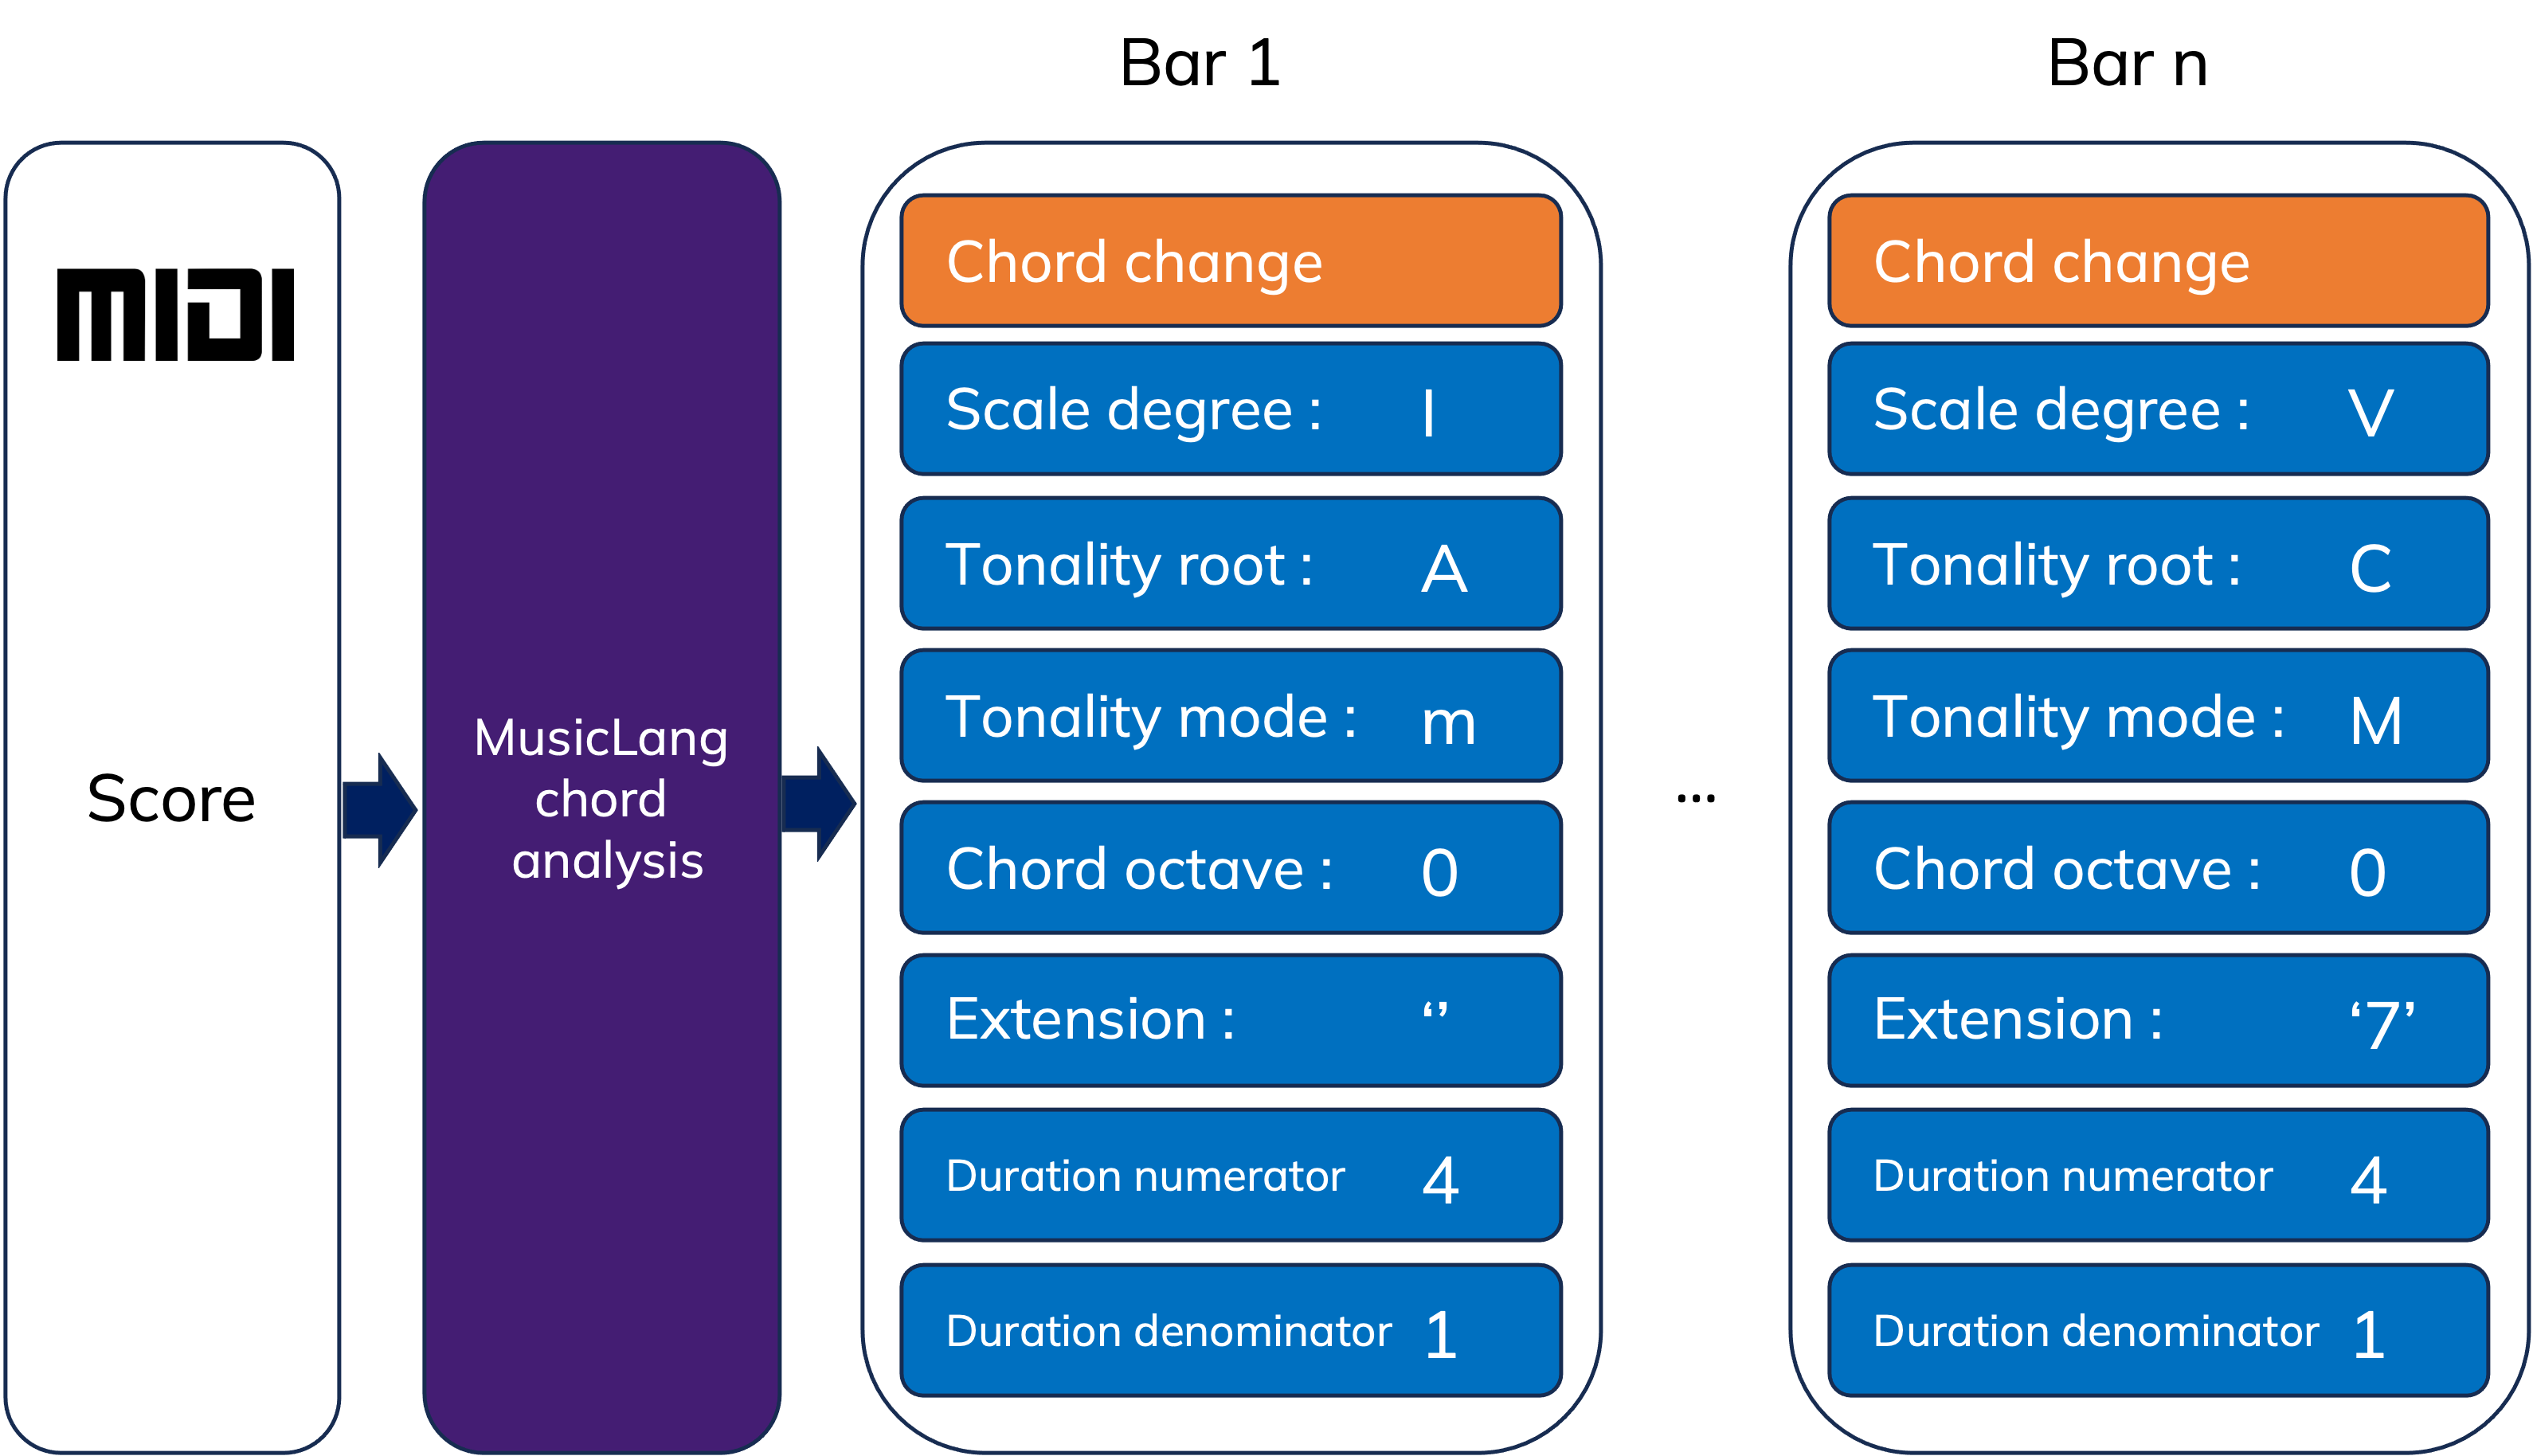 Bar 1
Bar n
MIDI
Score
MusicLang
chord
analysis
Chord change
Scale degree : I
Tonality root : A
Tonality mode : m
Chord octave : 0
Extension : ‘’
Duration numerator 4
Duration denominator 1
...
Chord change
Scale degree : V
Tonality root : C
Tonality mode : M
Chord octave : 0
Extension : ‘7’
Duration numerator 4
Duration denominator 1